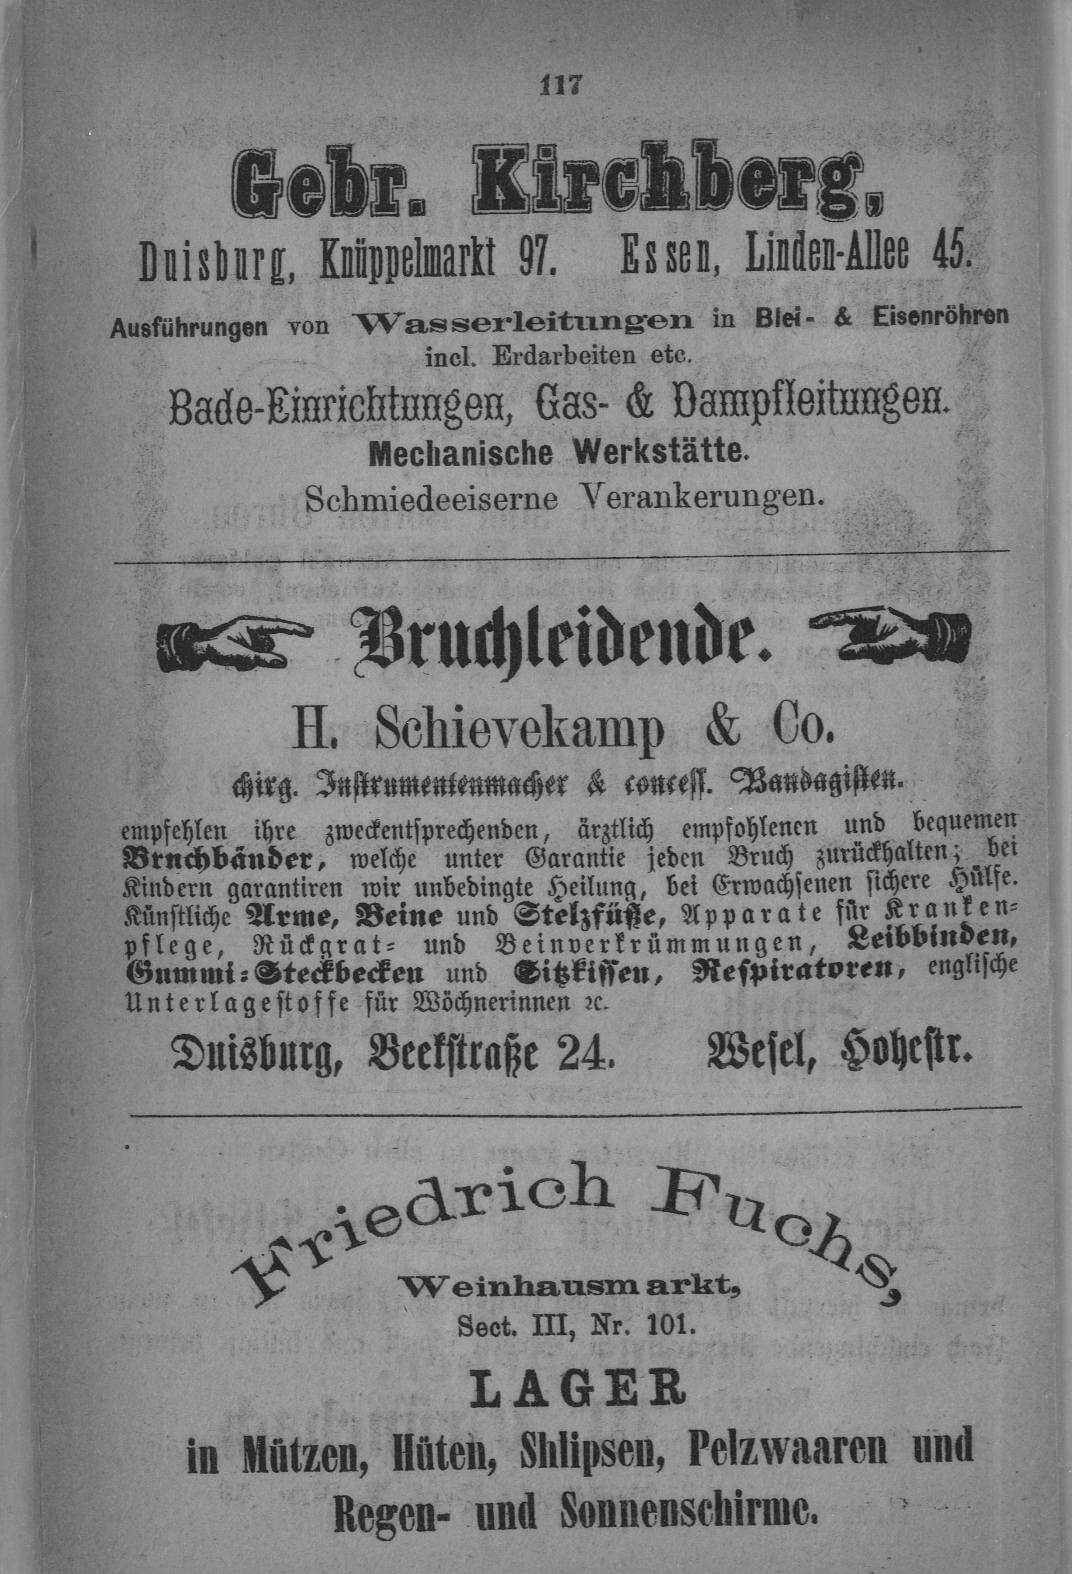 117
Gebr. Kirchberg,
Duisburg, Knüppelmarkt 97. Essen, Linden-Allee 45.
Ausführungen von Wasserleitungen in Blei- & Eisenröhren
incl. Erdarbeiten etc.
Bade-Einrichtungen, Gas- & Dampfleitungen.
Mechanische Werkstätte.
Schmiedeeiserne Verankerungen.
Bruchleidende.
H. Schievekamp & Co.
chirg. Instrumentenmacher & concess. Bandagisten.
empfehlen ihre zweckentsprechenden, ärztlich empfohlenen und bequemen
Bruchbänder, welche unter Garantie jeden Bruch zurückhalten; bei
Kindern garantiren wir unbedingte Heilung, bei Erwachsenen sichere Hülfe.
Künstliche Arme, Beine und Stelzfüße, Apparate für Kranken-
pflege, Rückgrat- und Beinverkrümmungen, Leibbinden,
Gummi-Steckbecken und Sitzkissen, Respiratoren, englische
Unterlagestoffe für Wöchnerinnen ꝛc.
Duisburg, Beekstraße 24. Wesel, Hohestr.
Friedrich Fuchs,
Weinhausmarkt,
Sect. III, Nr. 101.
LAGER
in Mützen, Hüten, Shlipsen, Pelzwaaren und
Regen- und Sonnenschirme.